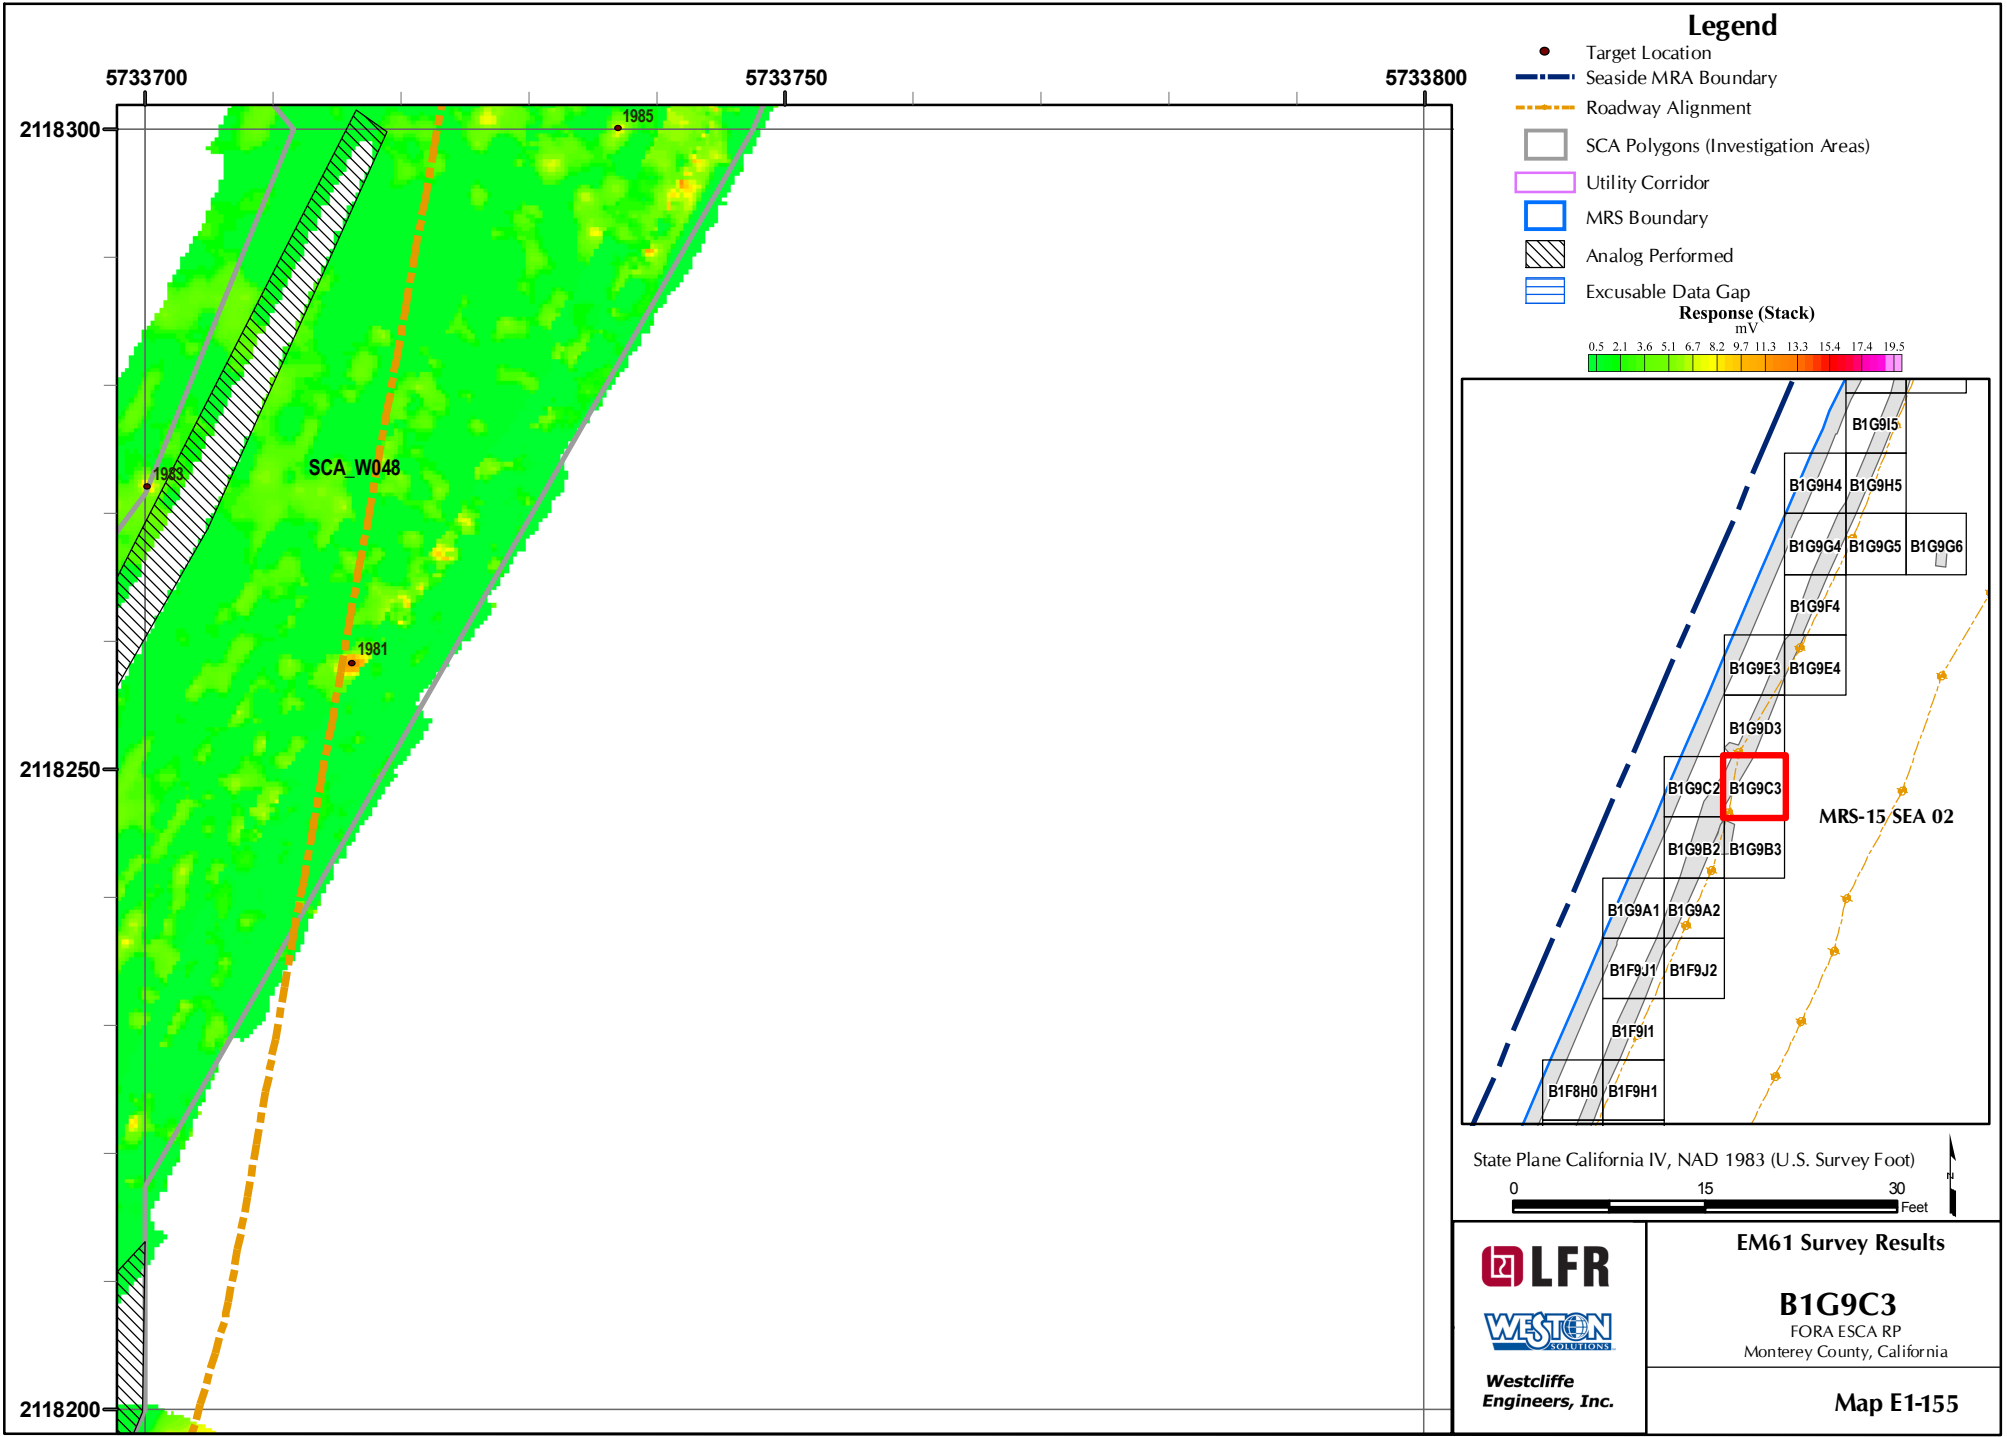 5733700
5733750
5733800
2118300
2118250
2118200
1985
1983
SCA_W048
1981
Legend
Target Location
Seaside MRA Boundary
Roadway Alignment
SCA Polygons (Investigation Areas)
Utility Corridor
MRS Boundary
Analog Performed
Excusable Data Gap
Response (Stack)
mV
0.5 2.1 3.6 5.1 6.7 8.2 9.7 11.3 13.3 15.4 17.4 19.5
B1G9I5
B1G9H4 B1G9H5
B1G9G4 B1G9G5 B1G9G6
B1G9F4
B1G9E3 B1G9E4
B1G9D3
B1G9C2 B1G9C3
MRS-15 SEA 02
B1G9B2 B1G9B3
B1G9A1 B1G9A2
B1F9J1 B1F9J2
B1F9I1
B1F8H0 B1F9H1
State Plane California IV, NAD 1983 (U.S. Survey Foot)
0 15 30
Feet
N
LFR
WESTON
SOLUTIONS
Westcliffe
Engineers, Inc.
EM61 Survey Results
B1G9C3
FORA ESCA RP
Monterey County, California
Map E1-155